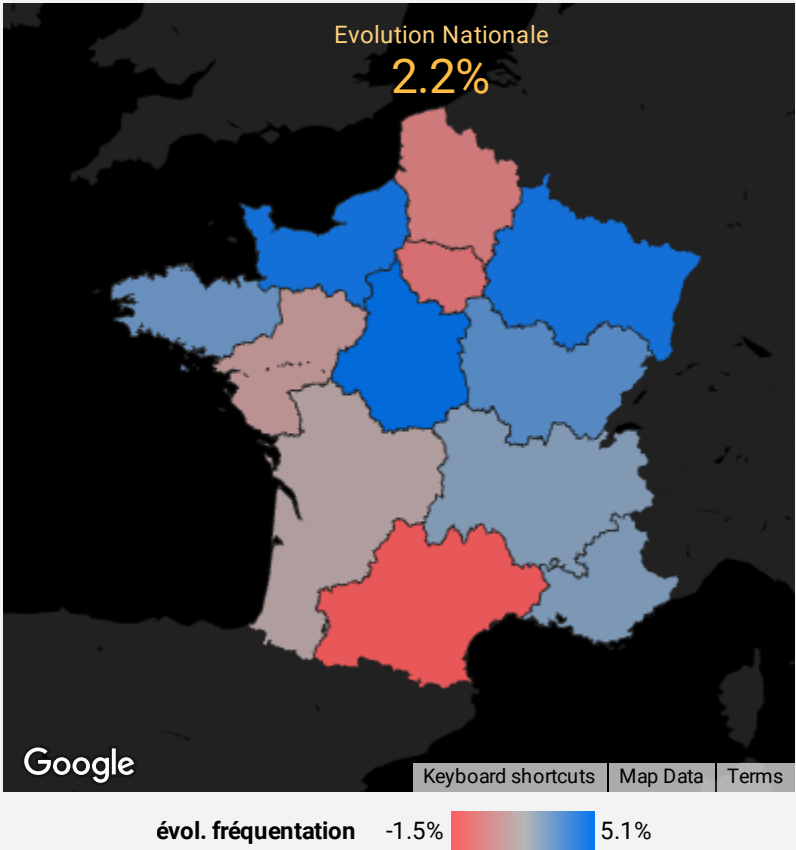 Evolution Nationale
2.2%
Google
Keyboard shortcuts Map Data Terms
évol. fréquentation -1.5% 5.1%